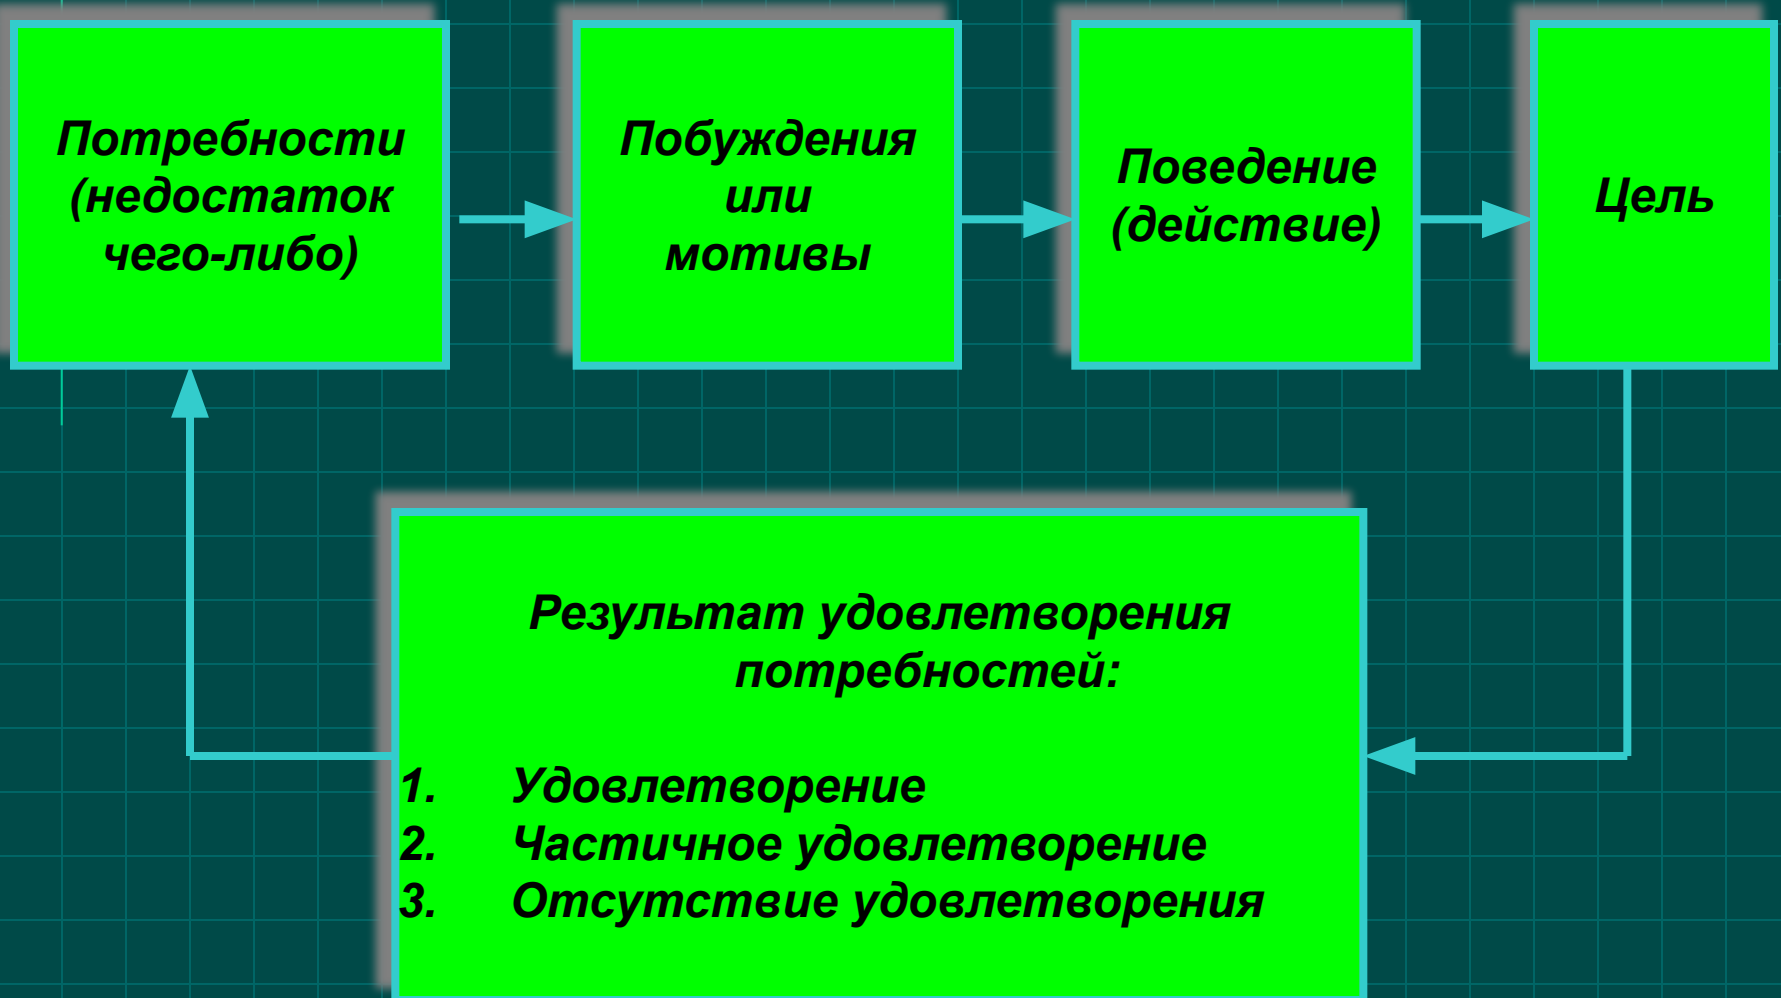 Потребности
(недостаток
чего-либо)
Побуждения
или
мотивы
Поведение
(действие)
Цель
Результат удовлетворения
потребностей:
1. Удовлетворение
2. Частичное удовлетворение
3. Отсутствие удовлетворения